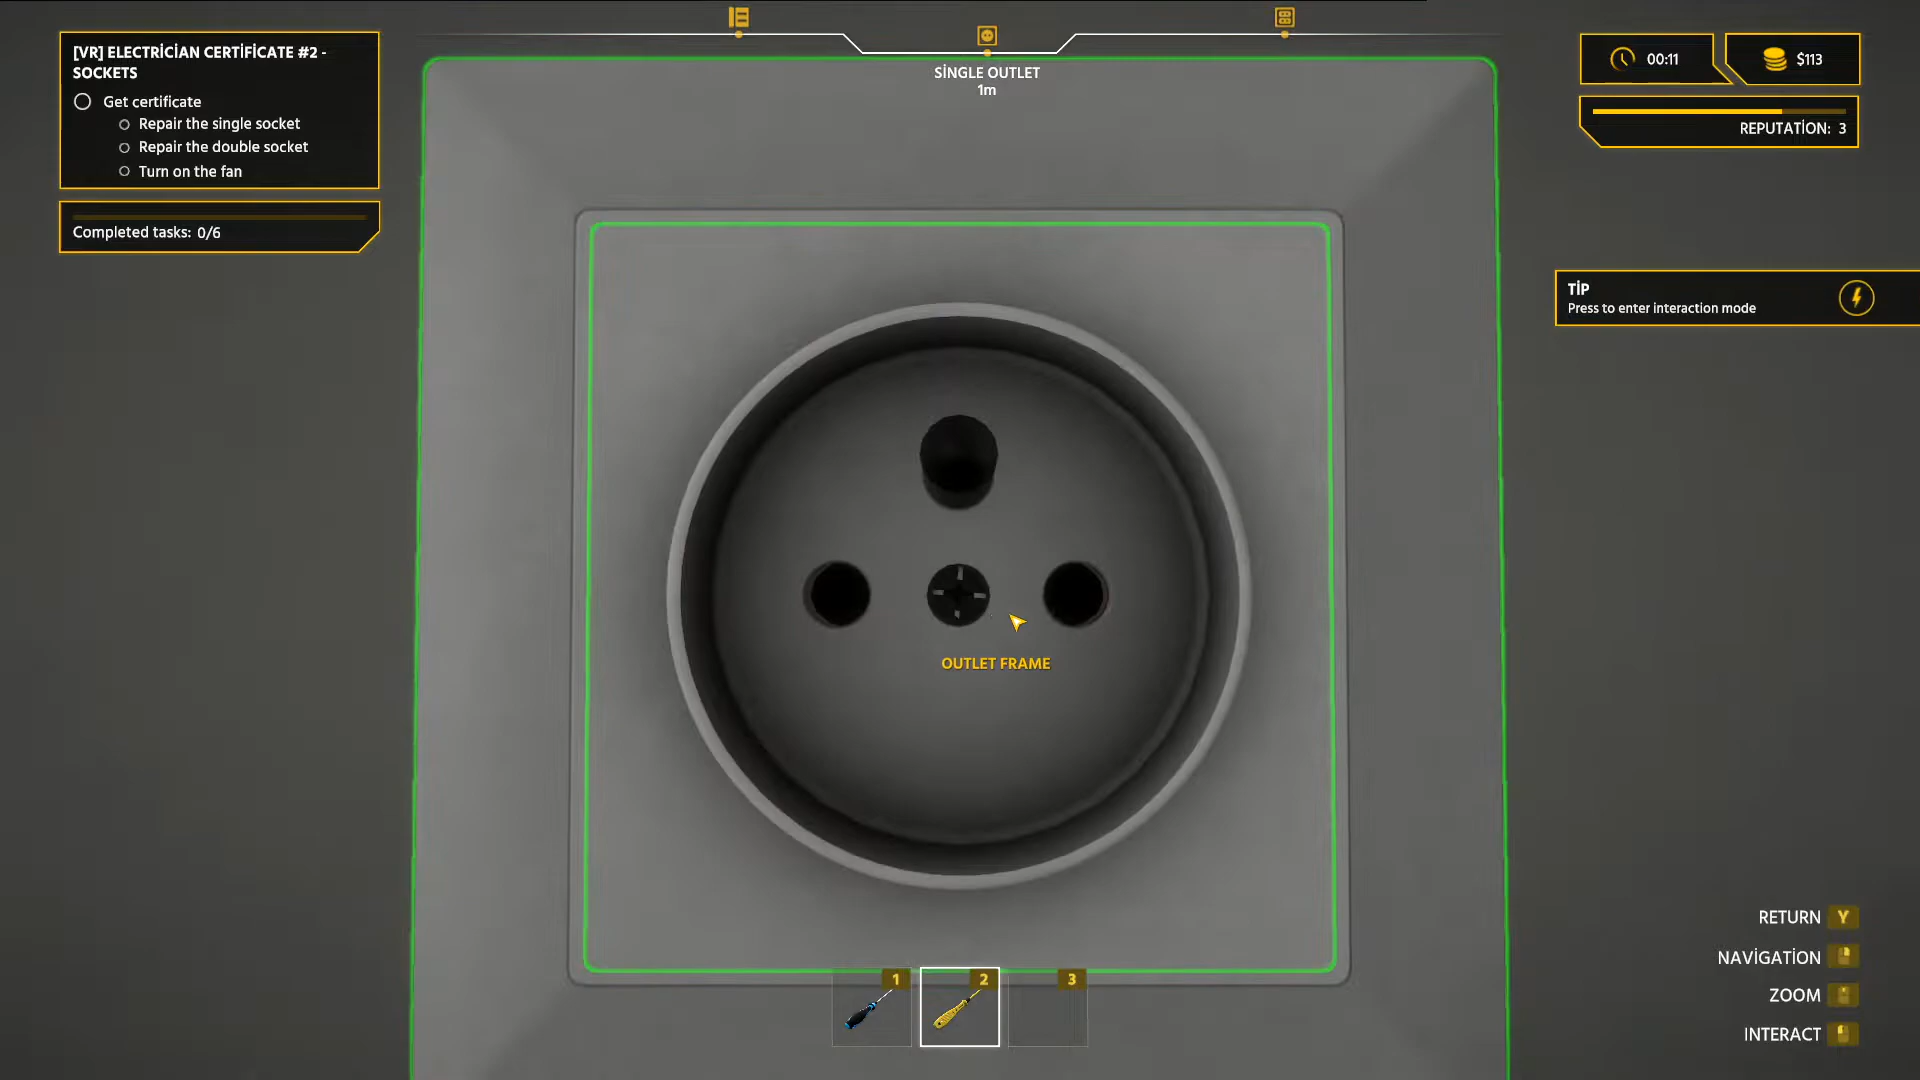 [VR] ELECTRİCİAN CERTİFİCATE #2 -
SOCKETS
Get certificate
Repair the single socket
Repair the double socket
Turn on the fan
Completed tasks: 0/6
SİNGLE OUTLET
1m
00:11
$113
REPUTATİON: 3
TİP
Press to enter interaction mode
OUTLET FRAME
1
2
3
RETURN Y
NAVİGATİON
ZOOM
INTERACT